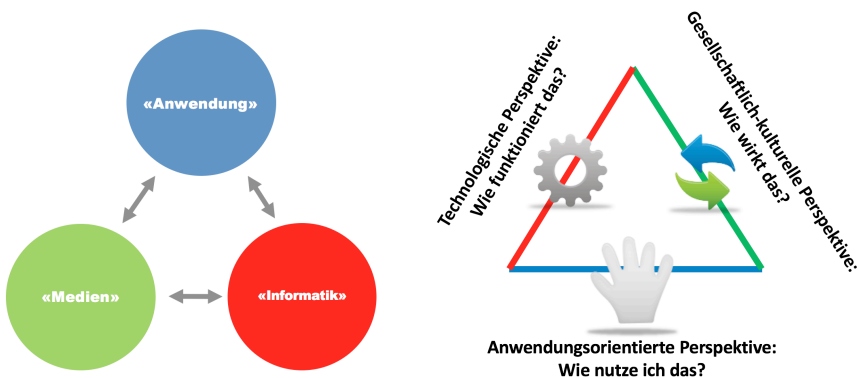 «Anwendung»
«Medien»
«Informatik»
Technologische Perspektive:
Wie funktioniert das?
Gesellschaftlich-kulturelle Perspektive:
Wie wirkt das?
Anwendungsorientierte Perspektive:
Wie nutze ich das?